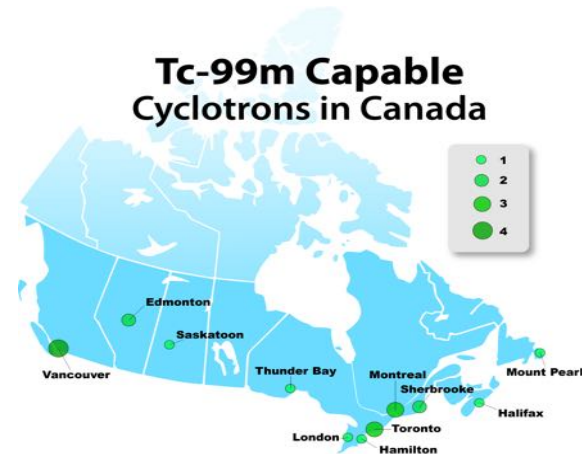 Tc-99m Capable
Cyclotrons in Canada
1
2
3
4
Edmonton
Saskatoon
Vancouver
Thunder Bay
Montreal
Sherbrooke
Mount Pearl
Halifax
Toronto
London
Hamilton